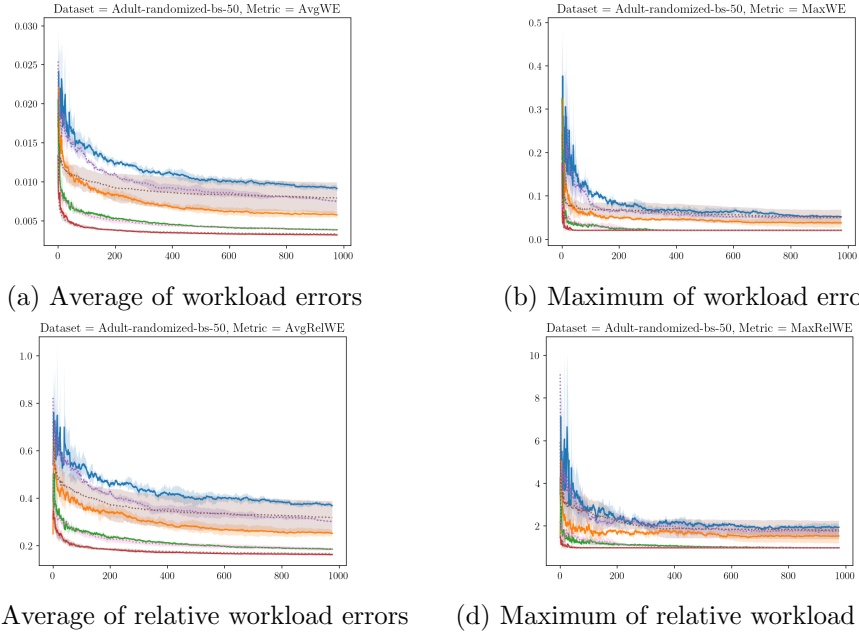 Dataset = Adult-randomized-bs-50, Metric = AvgWE
0.030
0.025
0.020
0.015
0.010
0.005
0 200 400 600 800 1000
(a) Average of workload errors
Dataset = Adult-randomized-bs-50, Metric = MaxWE
0.5
0.4
0.3
0.2
0.1
0.0
0 200 400 600 800 1000
(b) Maximum of workload erro
Dataset = Adult-randomized-bs-50, Metric = AvgRelWE
1.0
0.8
0.6
0.4
0.2
0 200 400 600 800 1000
Average of relative workload errors
Dataset = Adult-randomized-bs-50, Metric = MaxRelWE
10
8
6
4
2
0 200 400 600 800 1000
(d) Maximum of relative workload